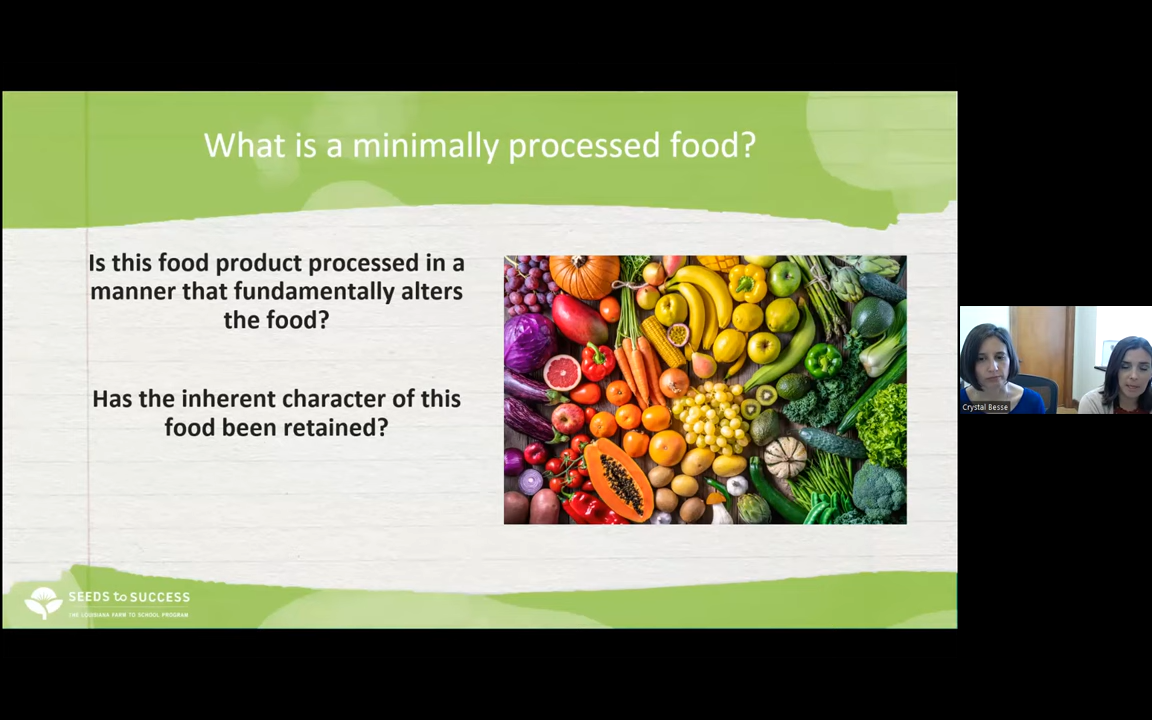 What is a minimally processed food?
Is this food product processed in a
manner that fundamentally alters
the food?
Has the inherent character of this
food been retained?
SEEDS to SUCCESS
THE LOUISIANA FARM TO SCHOOL PROGRAM
Crystal Besse